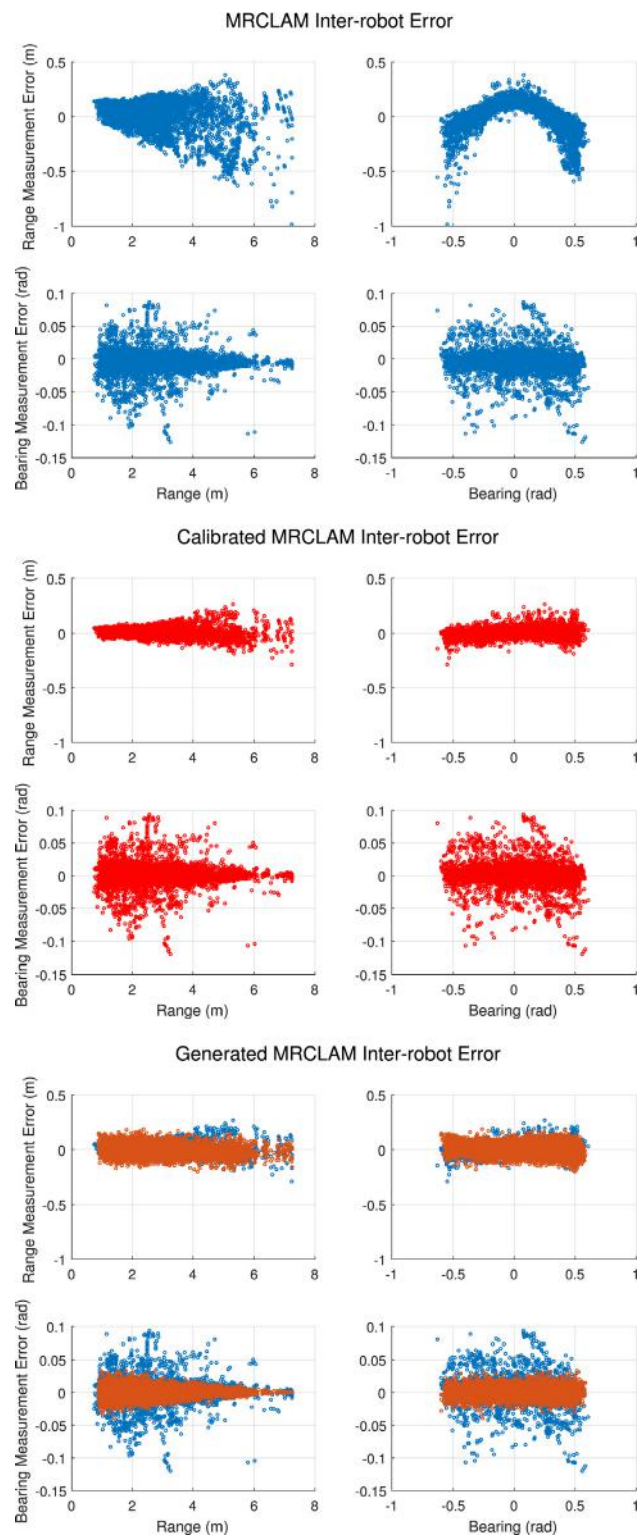 MRCLAM Inter-robot Error
Range Measurement Error (m)
0.5
0
-0.5
-1
0 2 4 6 8
-1 -0.5 0 0.5 1
0.5
0
-0.5
-1
Bearing Measurement Error (rad)
0.1
0.05
0
-0.05
-0.1
-0.15
0 2 4 6 8
Range (m)
0.1
0.05
0
-0.05
-0.1
-0.15
-1 -0.5 0 0.5 1
Bearing (rad)
Calibrated MRCLAM Inter-robot Error
Range Measurement Error (m)
0.5
0
-0.5
-1
0 2 4 6 8
0.5
0
-0.5
-1
-1 -0.5 0 0.5 1
Bearing Measurement Error (rad)
0.1
0.05
0
-0.05
-0.1
-0.15
0 2 4 6 8
Range (m)
0.1
0.05
0
-0.05
-0.1
-0.15
-1 -0.5 0 0.5 1
Bearing (rad)
Generated MRCLAM Inter-robot Error
Range Measurement Error (m)
0.5
0
-0.5
-1
0 2 4 6 8
0.5
0
-0.5
-1
-1 -0.5 0 0.5 1
Bearing Measurement Error (rad)
0.1
0.05
0
-0.05
-0.1
-0.15
0 2 4 6 8
Range (m)
0.1
0.05
0
-0.05
-0.1
-0.15
-1 -0.5 0 0.5 1
Bearing (rad)